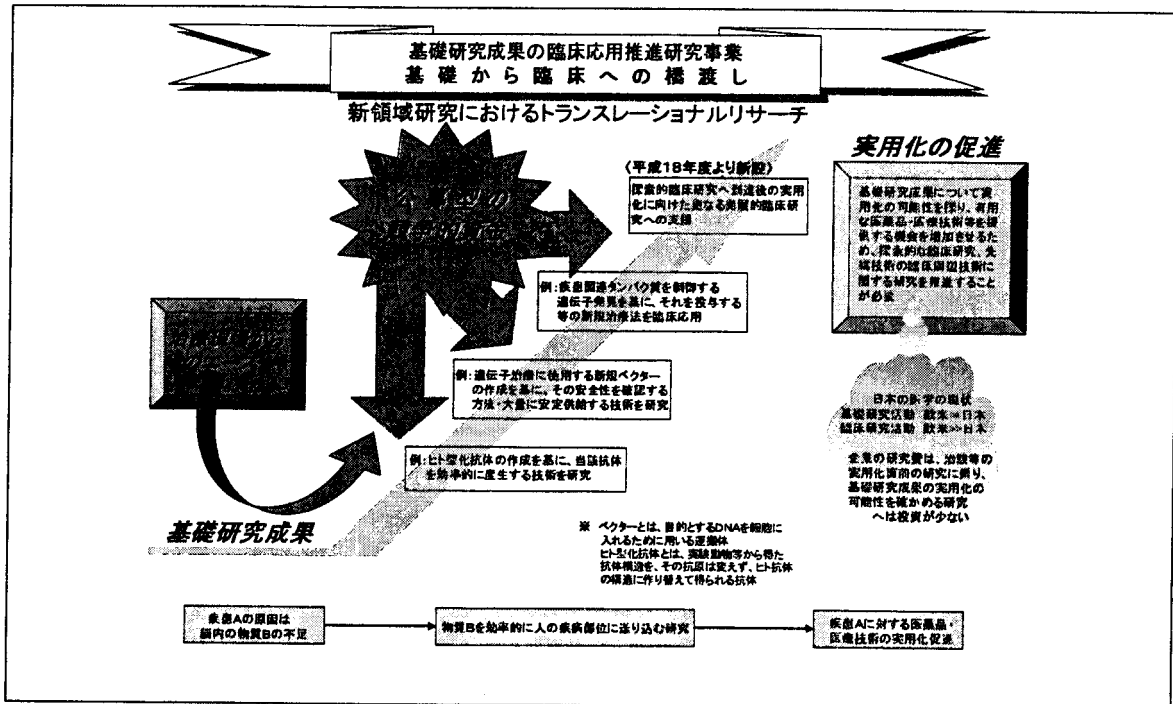 基礎研究成果の臨床応用推進研究事業
基礎から臨床への橋渡し
新領域研究におけるトランスレーショナルリサーチ
実用化の促進
〈平成18年度より新設〉
探索的臨床研究へ到達後の実用
化に向けた更なる発展的臨床研
究への支援
基礎研究成果について実
用化の可能性を探り、有用
な医薬品・医療技術等を提
供する機会を増加させるた
め、探索的な臨床研究、先
端技術の臨床周辺技術に
関する研究を推進すること
が必要
例：疾患関連タンパク質を制御する
遺伝子発見を基に、それを投与する
等の新規治療法を臨床応用
例：遺伝子治療に使用する新規ベクター
の作成を基に、その安全性を確認する
方法・大量に安定供給する技術を研究
例：ヒト型化抗体の作成を基に、当該抗体
を効率的に産生する技術を研究
基礎研究成果
日本の医学の現状
基礎研究活動 欧米 日本
臨床研究活動 欧米≫日本
企業の研究費は、治験等の
実用化直前の研究に偏り、
基礎研究成果の実用化の
可能性を確かめる研究
へは投資が少ない
※ ベクターとは、目的とするDNAを細胞に
入れるために用いる運搬体
ヒト型化抗体とは、実験動物等から得た
抗体構造を、その抗原は変えず、ヒト抗体
の構造に作り替えて得られる抗体
疾患Aの原因は
脳内の物質Bの不足
物質Bを効率的に人の疾病部位に送り込む研究
疾患Aに対する医薬品・
医療技術の実用化促進